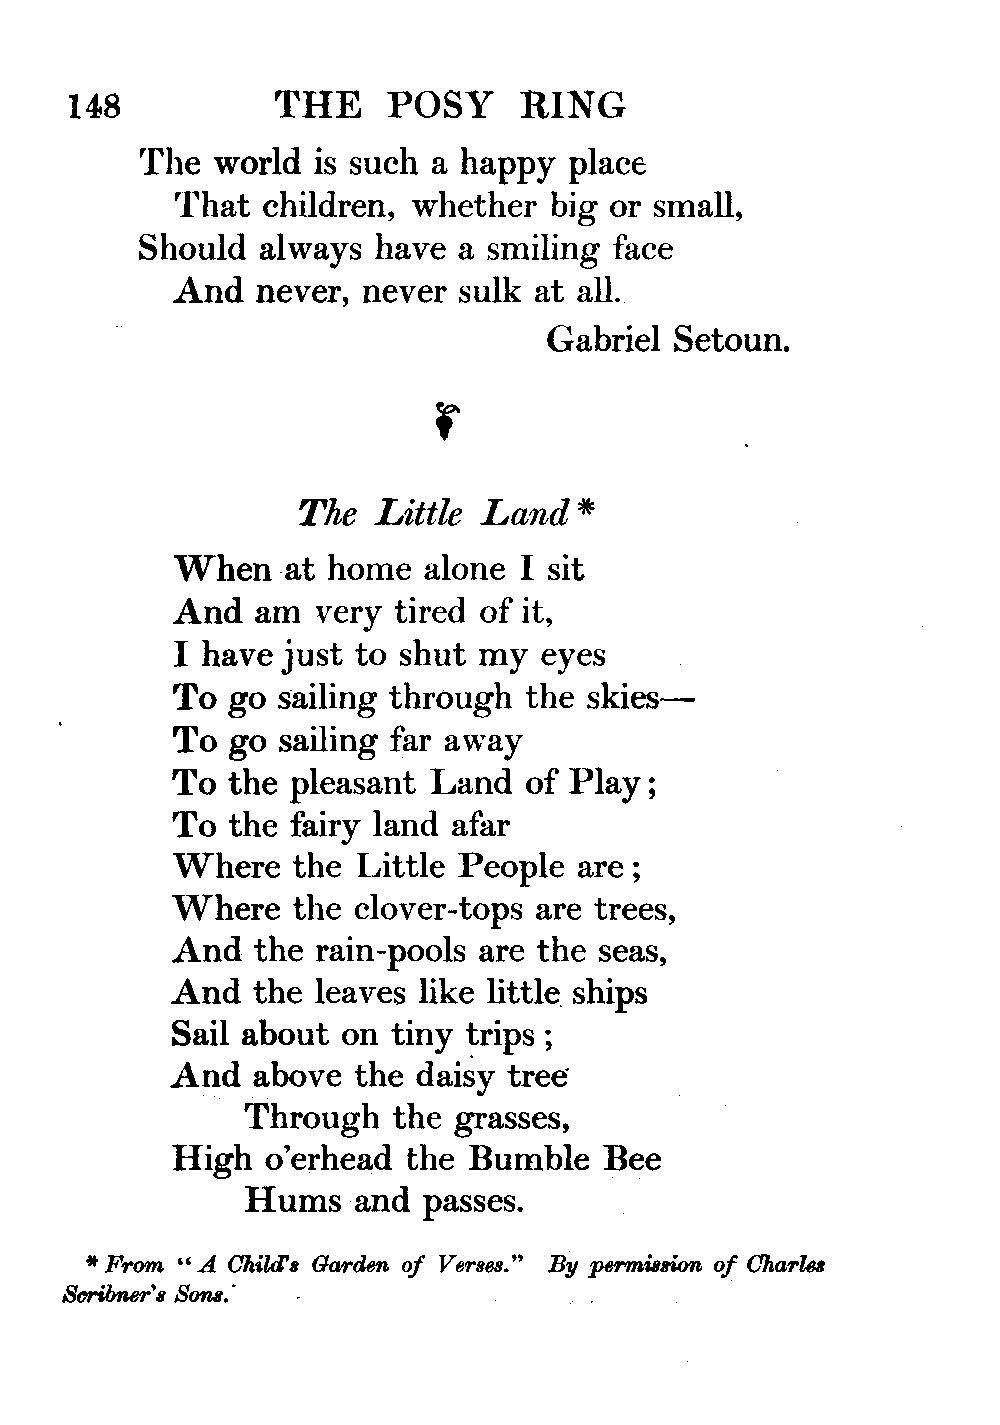 148 THE POSY RING
The world is such a happy place
That children, whether big or small,
Should always have a smiling face
And never, never sulk at all.
Gabriel Setoun.
The Little Land*
When at home alone I sit
And am very tired of it,
I have just to shut my eyes
To go sailing through the skies—
To go sailing far away
To the pleasant Land of Play;
To the fairy land afar
Where the Little People are;
Where the clover-tops are trees,
And the rain-pools are the seas,
And the leaves like little ships
Sail about on tiny trips;
And above the daisy tree
Through the grasses,
High o'erhead the Bumble Bee
Hums and passes.
* From "A Child's Garden of Verses." By permission of Charles
Scribner's Sons.